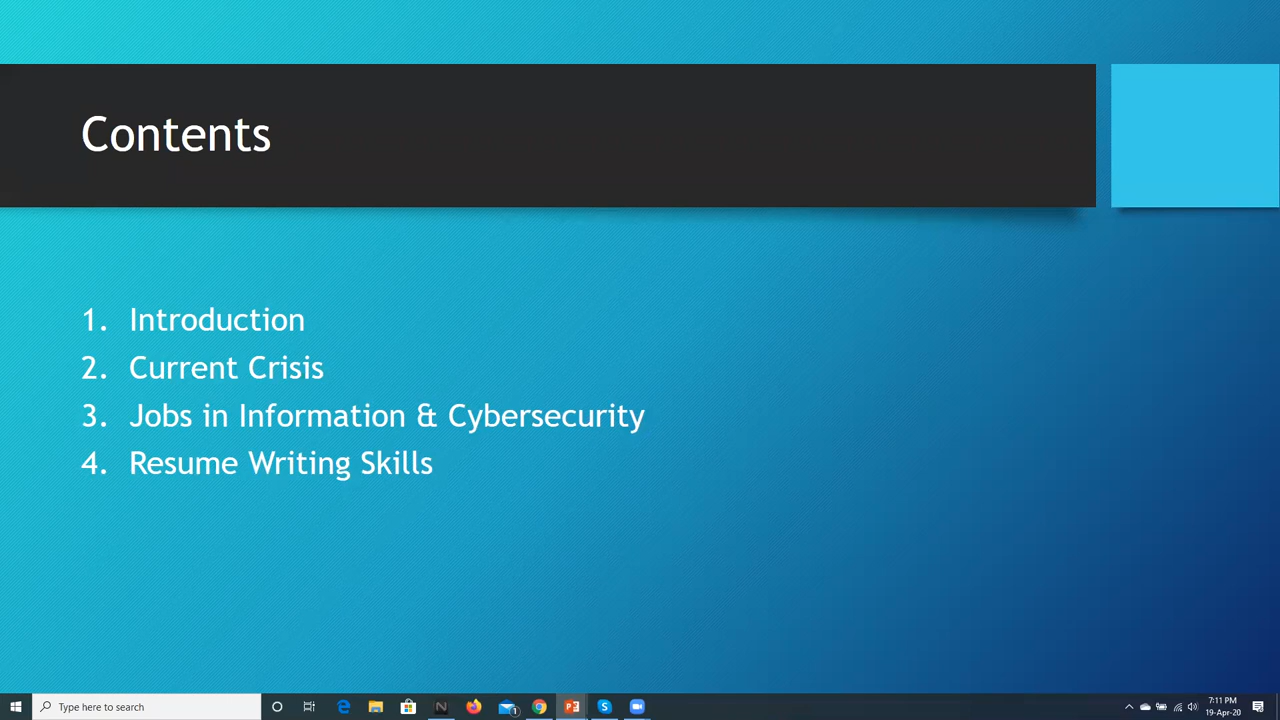 Contents
1. Introduction
2. Current Crisis
3. Jobs in Information & Cybersecurity
4. Resume Writing Skills
Type here to search
7:11 PM
19-Apr-20